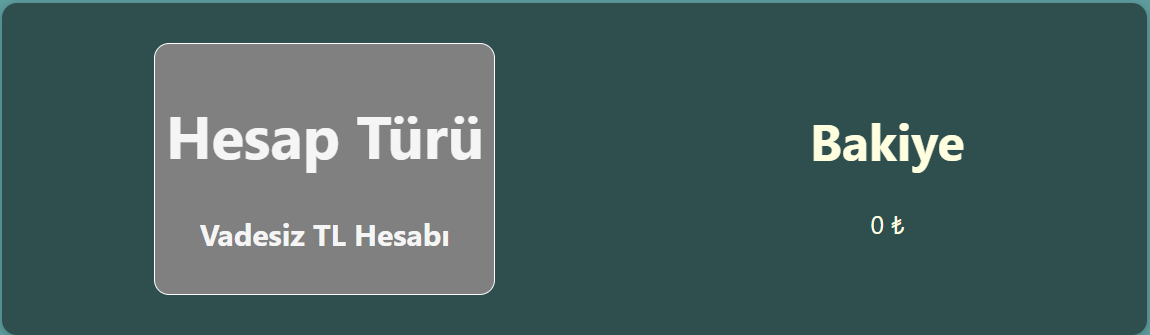 Hesap Türü
Vadesiz TL Hesabı
Bakiye
0 ₺